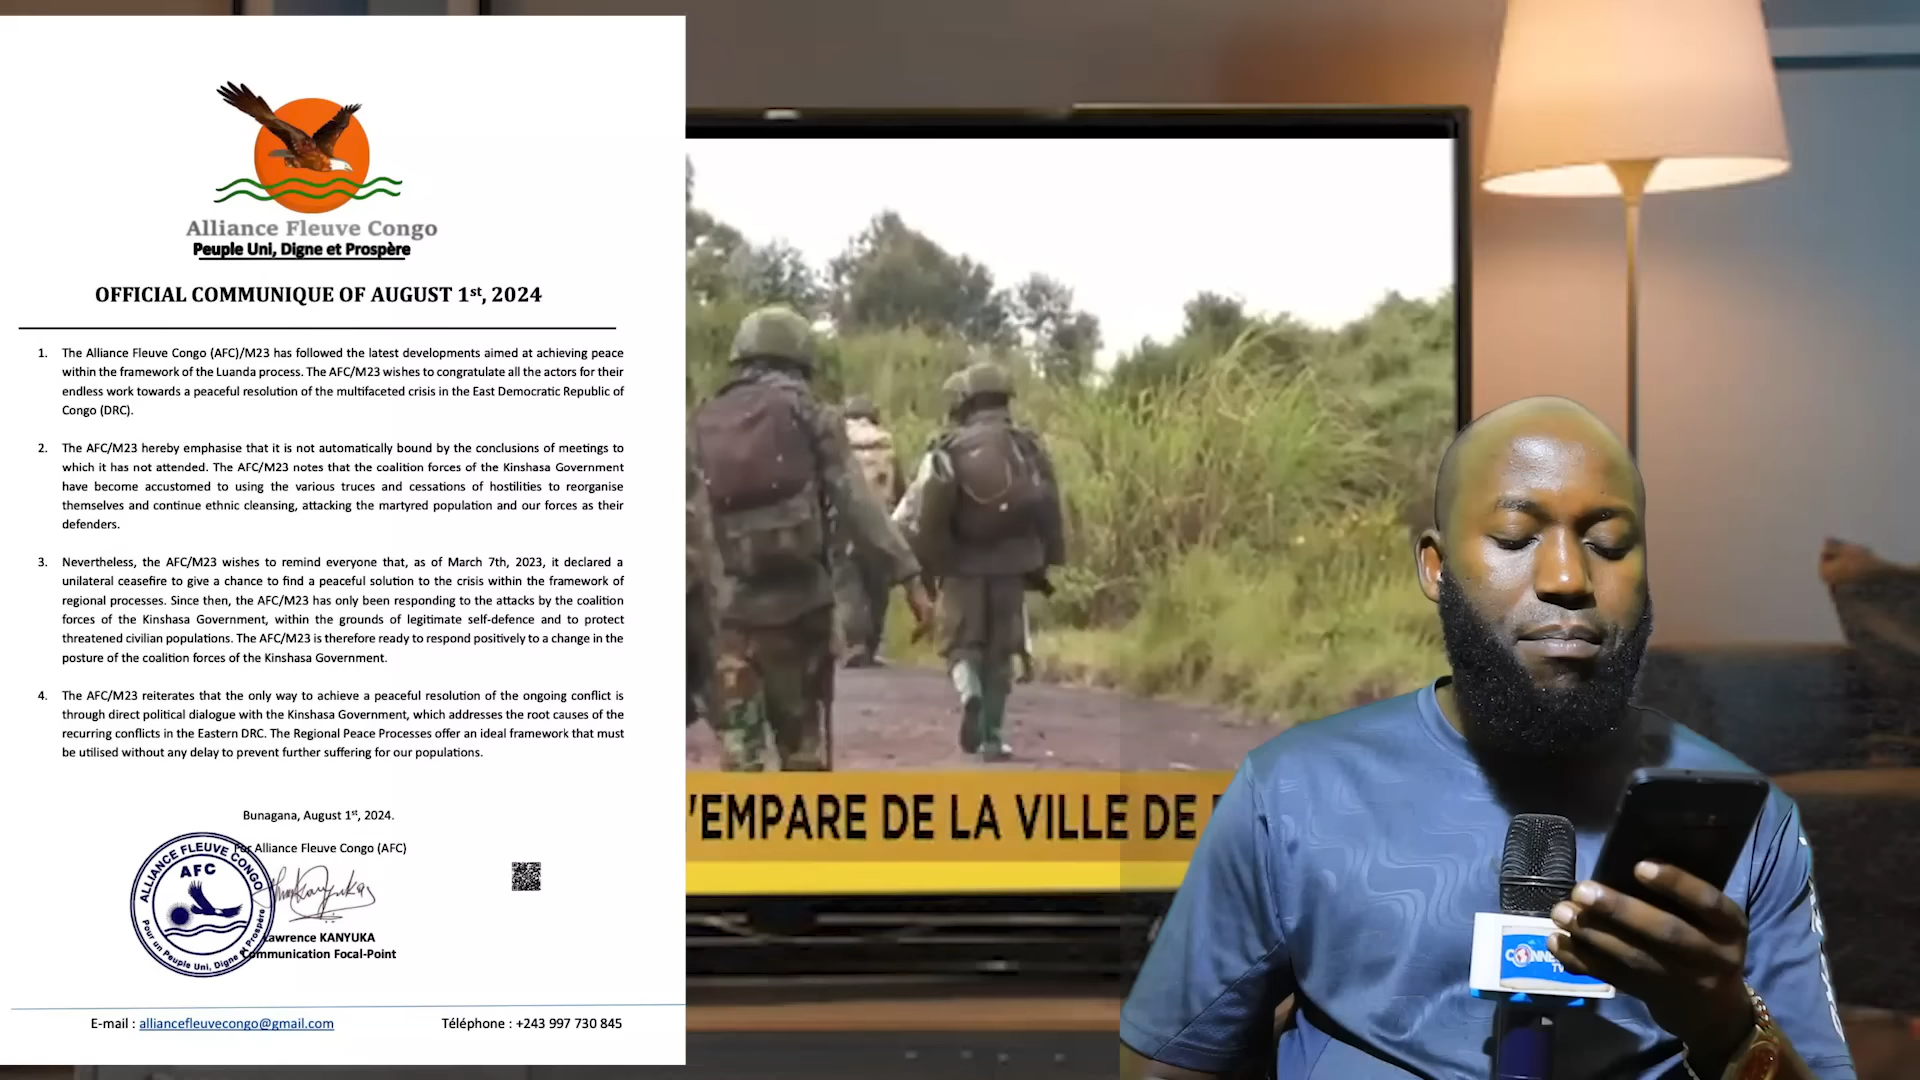 Alliance Fleuve Congo
Peuple Uni, Digne et Prospère
OFFICIAL COMMUNIQUE OF AUGUST 1st, 2024
1. The Alliance Fleuve Congo (AFC)/M23 has followed the latest developments aimed at achieving peace
within the framework of the Luanda process. The AFC/M23 wishes to congratulate all the actors for their
endless work towards a peaceful resolution of the multifaceted crisis in the East Democratic Republic of
Congo (DRC).
2. The AFC/M23 hereby emphasise that it is not automatically bound by the conclusions of meetings to
which it has not attended. The AFC/M23 notes that the coalition forces of the Kinshasa Government
have become accustomed to using the various truces and cessations of hostilities to reorganise
themselves and continue ethnic cleansing, attacking the martyred population and our forces as their
defenders.
3. Nevertheless, the AFC/M23 wishes to remind everyone that, as of March 7th, 2023, it declared a
unilateral ceasefire to give a chance to find a peaceful solution to the crisis within the framework of
regional processes. Since then, the AFC/M23 has only been responding to the attacks by the coalition
forces of the Kinshasa Government, within the grounds of legitimate self-defence and to protect
threatened civilian populations. The AFC/M23 is therefore ready to respond positively to a change in the
posture of the coalition forces of the Kinshasa Government.
4. The AFC/M23 reiterates that the only way to achieve a peaceful resolution of the ongoing conflict is
through direct political dialogue with the Kinshasa Government, which addresses the root causes of the
recurring conflicts in the Eastern DRC. The Regional Peace Processes offer an ideal framework that must
be utilised without any delay to prevent further suffering for our populations.
Bunagana, August 1st, 2024.
For Alliance Fleuve Congo (AFC)
ALLIANCE FLEUVE CONGO
AFC
Pour un Peuple Uni, Digne et Prospère
Lawrence KANYUKA
Communication Focal-Point
E-mail : alliancefleuvecongo@gmail.com
Téléphone : +243 997 730 845
'EMPARE DE LA VILLE DE
TV